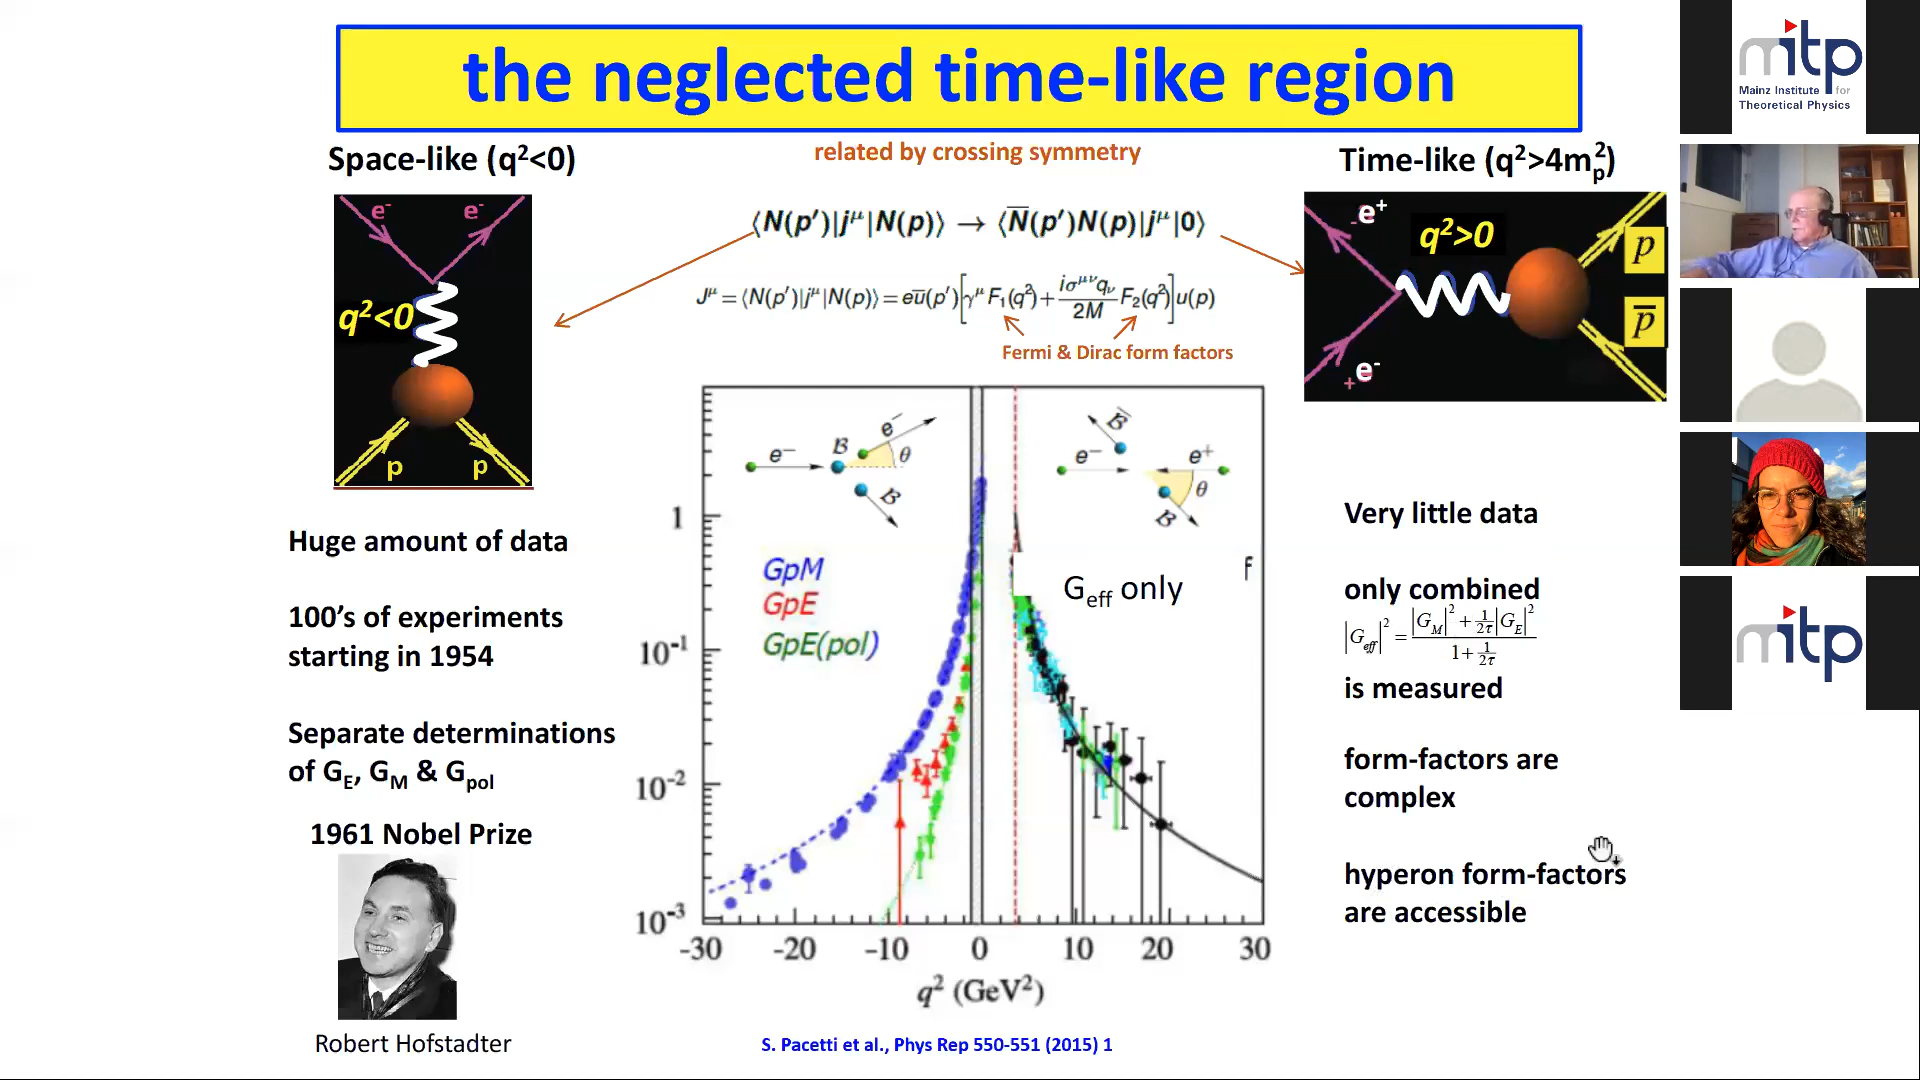 the neglected time-like region
Space-like (q²<0)
related by crossing symmetry
Time-like (q²>4mₚ²)
⟨N(p′)|j^μ|N(p)⟩ → ⟨N̅(p′)N(p)|j^μ|0⟩
J^μ = ⟨N(p′)|j^μ|N(p)⟩ = eu̅(p′)[γ^μ F₁(q²) + iσ^μν q_ν / 2M F₂(q²)]u(p)
Fermi & Dirac form factors
e⁻ e⁻
q²<0
p p
- e⁺
q²>0
p
p̅
+ e⁻
Huge amount of data
100's of experiments
starting in 1954
Separate determinations
of G_E, G_M & G_pol
1961 Nobel Prize
Robert Hofstadter
e⁻ B e⁻ θ
B
B̅
e⁻ e⁺
θ
B
GpM
GpE
GpE(pol)
G_eff only
f
1
10⁻¹
10⁻²
10⁻³
-30 -20 -10 0 10 20 30
q² (GeV²)
S. Pacetti et al., Phys Rep 550-551 (2015) 1
Very little data
only combined
|G_eff|² = (|G_M|² + 1/2τ |G_E|²) / (1 + 1/2τ)
is measured
form-factors are
complex
hyperon form-factors
are accessible
mitp
Mainz Institute for
Theoretical Physics
mitp